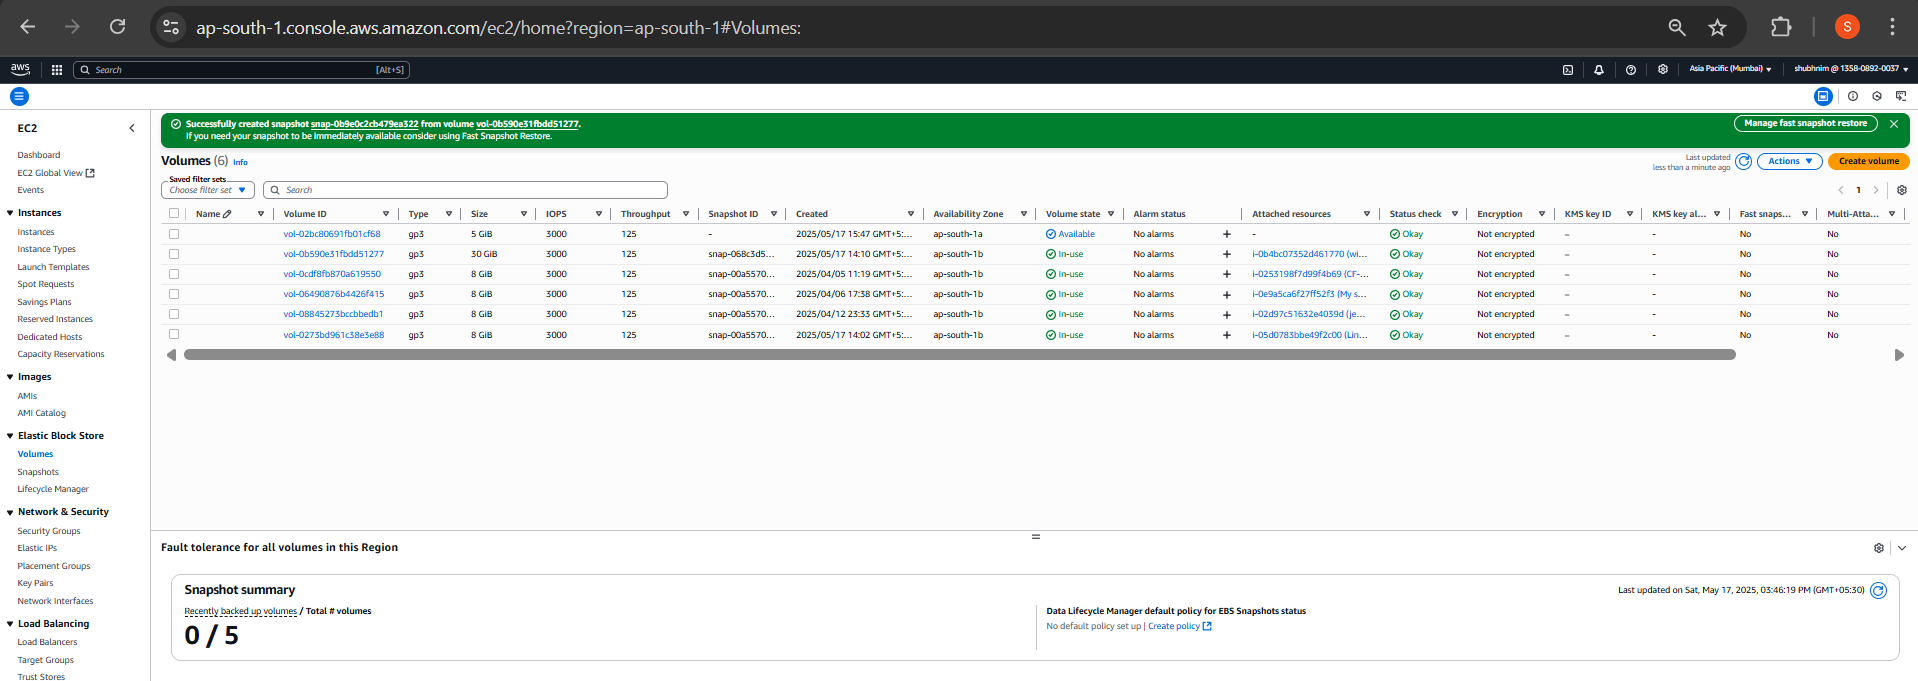 ap-south-1.console.aws.amazon.com/ec2/home?region=ap-south-1#Volumes:
S
aws
Search [Alt+S]
Asia Pacific (Mumbai)
shubhnim @ 1358-0892-0037
EC2
Dashboard
EC2 Global View
Events
Instances
Instances
Instance Types
Launch Templates
Spot Requests
Savings Plans
Reserved Instances
Dedicated Hosts
Capacity Reservations
Images
AMIs
AMI Catalog
Elastic Block Store
Volumes
Snapshots
Lifecycle Manager
Network & Security
Security Groups
Elastic IPs
Placement Groups
Key Pairs
Network Interfaces
Load Balancing
Load Balancers
Target Groups
Trust Stores
Successfully created snapshot snap-0b9e0c2cb479ea322 from volume vol-0b590e31fbdd51277.
If you need your snapshot to be immediately available consider using Fast Snapshot Restore.
Manage fast snapshot restore
Volumes (6) Info
Last updated
less than a minute ago
Actions
Create volume
Saved filter sets
Choose filter set
Search
1
Name Volume ID Type Size IOPS Throughput Snapshot ID Created Availability Zone Volume state Alarm status Attached resources Status check Encryption KMS key ID KMS key al... Fast snaps... Multi-Atta...
vol-02bc80691fb01cf68 gp3 5 GiB 3000 125 - 2025/05/17 15:47 GMT+5:... ap-south-1a Available No alarms + - Okay Not encrypted – - No No
vol-0b590e31fbdd51277 gp3 30 GiB 3000 125 snap-068c3d5... 2025/05/17 14:10 GMT+5:... ap-south-1b In-use No alarms + i-0b4bc07352d461770 (wi... Okay Not encrypted – - No No
vol-0cdf8fb870a619550 gp3 8 GiB 3000 125 snap-00a5570... 2025/04/05 11:19 GMT+5:... ap-south-1b In-use No alarms + i-0253198f7d99f4b69 (CF-... Okay Not encrypted – - No No
vol-06490876b4426f415 gp3 8 GiB 3000 125 snap-00a5570... 2025/04/06 17:38 GMT+5:... ap-south-1b In-use No alarms + i-0e9a5ca6f27ff52f3 (My s... Okay Not encrypted – - No No
vol-08845273bccbbedb1 gp3 8 GiB 3000 125 snap-00a5570... 2025/04/12 23:33 GMT+5:... ap-south-1b In-use No alarms + i-02d97c51632e4039d (je... Okay Not encrypted – - No No
vol-0273bd961c38e3e88 gp3 8 GiB 3000 125 snap-00a5570... 2025/05/17 14:02 GMT+5:... ap-south-1b In-use No alarms + i-05d0783bbe49f2c00 (Lin... Okay Not encrypted – - No No
Fault tolerance for all volumes in this Region
Snapshot summary
Last updated on Sat, May 17, 2025, 03:46:19 PM (GMT+05:30)
Recently backed up volumes / Total # volumes
0 / 5
Data Lifecycle Manager default policy for EBS Snapshots status
No default policy set up | Create policy